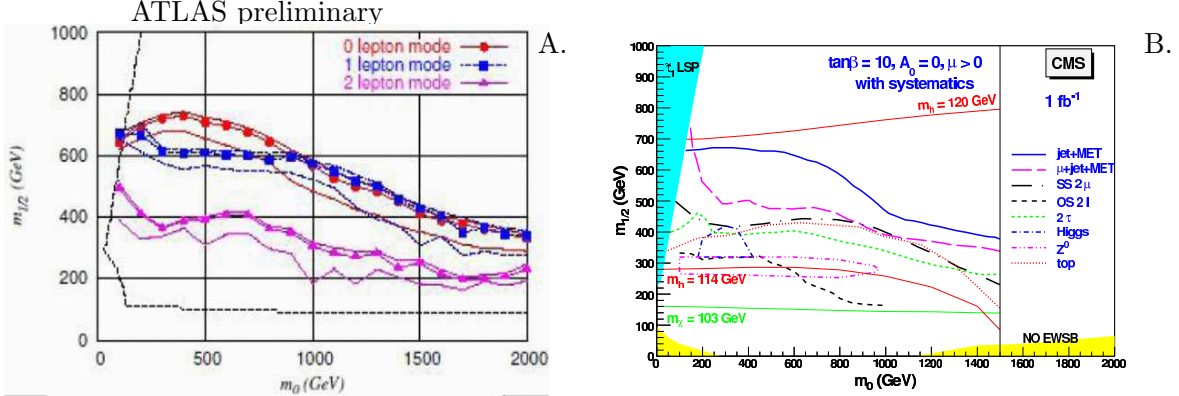 ATLAS preliminary
A.
1000
800
600
400
200
0
0 500 1000 1500 2000
m1/2 (GeV)
m0 (GeV)
0 lepton mode
1 lepton mode
2 lepton mode
B.
1000
900
800
700
600
500
400
300
200
100
0
0 200 400 600 800 1000 1200 1400 1600 1800 2000
m1/2 (GeV)
m0 (GeV)
τ̃1 LSP
tanβ = 10, A0 = 0, μ > 0
with systematics
mh = 120 GeV
mh = 114 GeV
mχ = 103 GeV
NO EWSB
CMS
1 fb-1
jet+MET
μ+jet+MET
SS 2 μ
OS 2 l
2 τ
Higgs
Z0
top